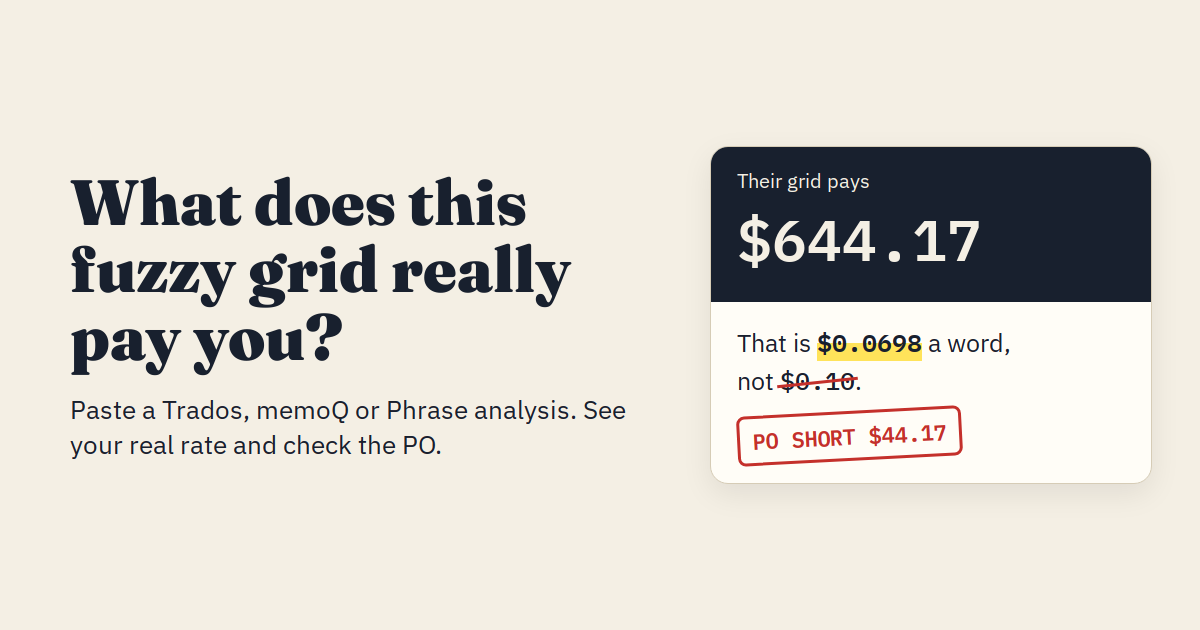 What does this
fuzzy grid really
pay you?
Paste a Trados, memoQ or Phrase analysis. See
your real rate and check the PO.
Their grid pays
$644.17
That is $0.0698 a word,
not $0.10.
PO SHORT $44.17